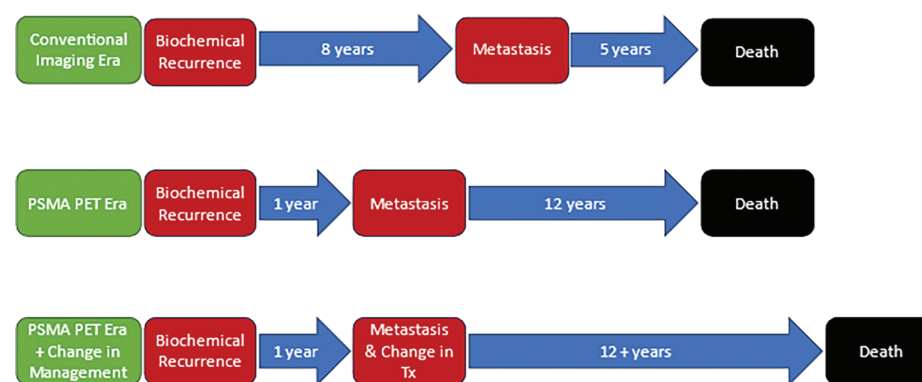 Conventional
Imaging Era
Biochemical
Recurrence
8 years
Metastasis
5 years
Death
PSMA PET Era
Biochemical
Recurrence
1 year
Metastasis
12 years
Death
PSMA PET Era
+ Change in
Management
Biochemical
Recurrence
1 year
Metastasis
& Change in
Tx
12 + years
Death